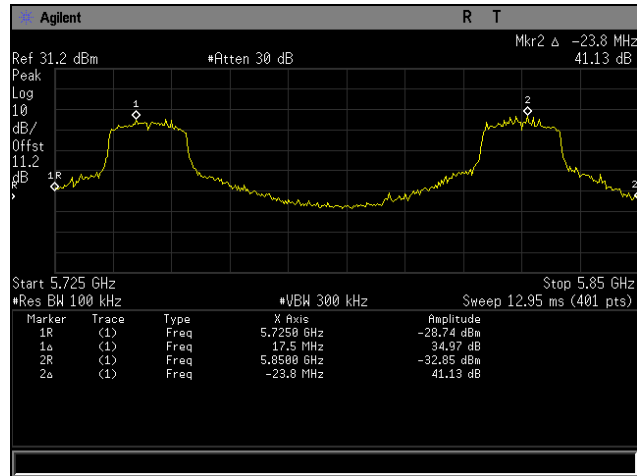 Agilent R T
Mkr2 Δ -23.8 MHz
Ref 31.2 dBm #Atten 30 dB 41.13 dB
Peak
Log
10
dB/
Offst
11.2
dB
1
2
1R
R
2
Start 5.725 GHz Stop 5.85 GHz
#Res BW 100 kHz #VBW 300 kHz Sweep 12.95 ms (401 pts)
Marker Trace Type X Axis Amplitude
1R (1) Freq 5.7250 GHz -28.74 dBm
1Δ (1) Freq 17.5 MHz 34.97 dB
2R (1) Freq 5.8500 GHz -32.85 dBm
2Δ (1) Freq -23.8 MHz 41.13 dB